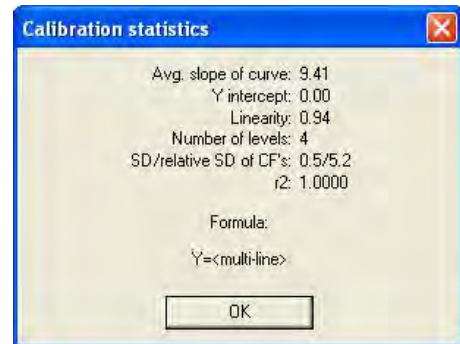 Calibration statistics
Avg. slope of curve: 9.41
Y intercept: 0.00
Linearity: 0.94
Number of levels: 4
SD/relative SD of CF's: 0.5/5.2
r2: 1.0000
Formula:
Y=<multi-line>
OK